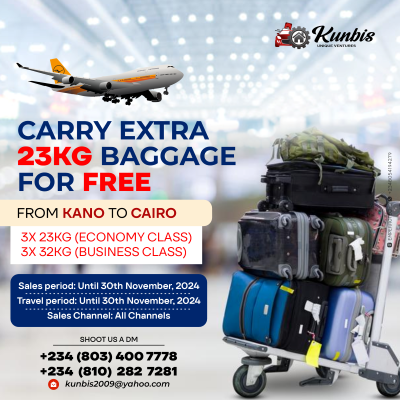 Kunbis
UNIQUE VENTURES
CARRY EXTRA
23KG BAGGAGE
FOR FREE
FROM KANO TO CAIRO
3X 23KG (ECONOMY CLASS)
3X 32KG (BUSINESS CLASS)
Sales period: Until 30th November, 2024
Travel period: Until 30th November, 2024
Sales Channel: All Channels
SHOOT US A DM
+234 (803) 400 7778
+234 (810) 282 7281
kunbis2009@yahoo.com